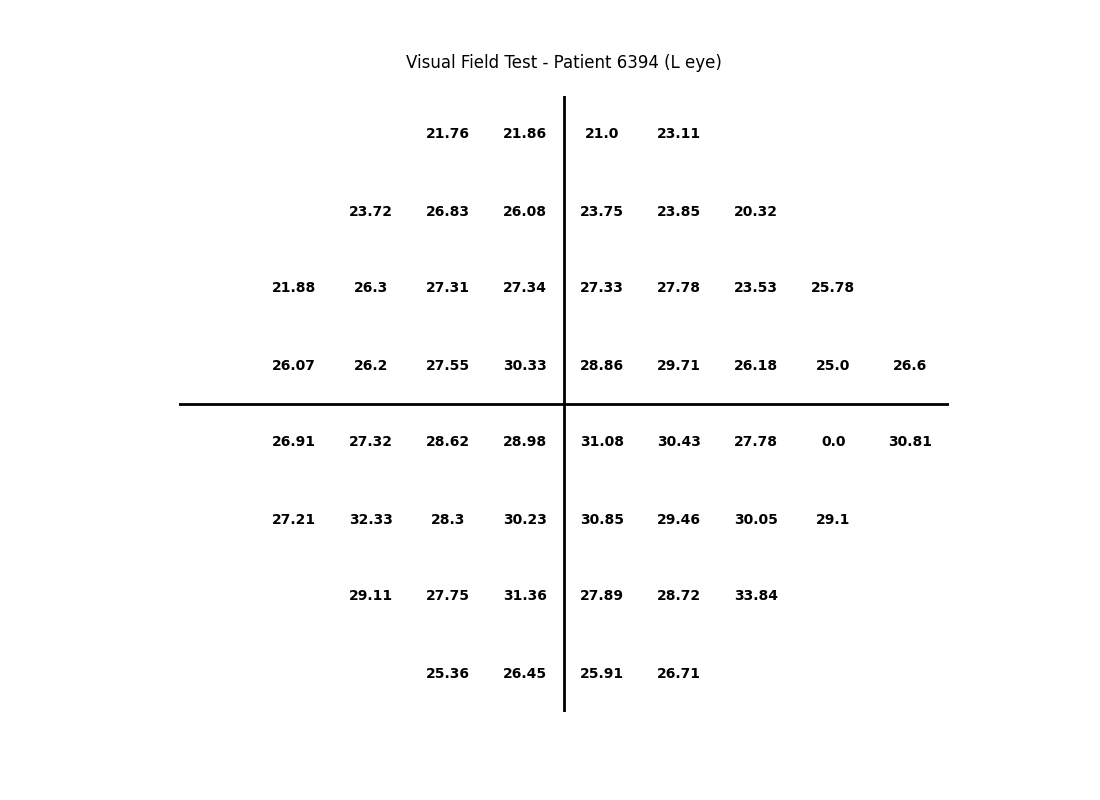 Visual Field Test - Patient 6394 (L eye)
21.76 21.86 21.0 23.11
23.72 26.83 26.08 23.75 23.85 20.32
21.88 26.3 27.31 27.34 27.33 27.78 23.53 25.78
26.07 26.2 27.55 30.33 28.86 29.71 26.18 25.0 26.6
26.91 27.32 28.62 28.98 31.08 30.43 27.78 0.0 30.81
27.21 32.33 28.3 30.23 30.85 29.46 30.05 29.1
29.11 27.75 31.36 27.89 28.72 33.84
25.36 26.45 25.91 26.71